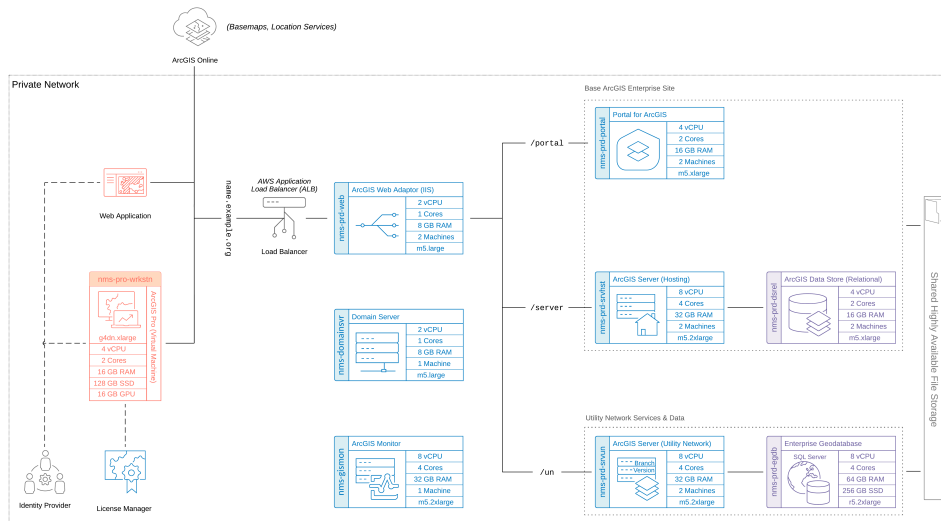 (Basemaps, Location Services)
ArcGIS Online
Private Network
Base ArcGIS Enterprise Site
nms-prd-portal
Portal for ArcGIS
4 vCPU
2 Cores
16 GB RAM
2 Machines
m5.xlarge
/portal
Web Application
name.example.org
AWS Application
Load Balancer (ALB)
Load Balancer
nms-prd-web
ArcGIS Web Adaptor (IIS)
2 vCPU
1 Cores
8 GB RAM
2 Machines
m5.large
nms-pro-wrkstn
ArcGIS Pro (Virtual Machine)
g4dn.xlarge
4 vCPU
2 Cores
16 GB RAM
128 GB SSD
16 GB GPU
nms-domainsvr
Domain Server
2 vCPU
1 Cores
8 GB RAM
1 Machine
m5.large
/server
nms-prd-srvhst
ArcGIS Server (Hosting)
8 vCPU
4 Cores
32 GB RAM
2 Machines
m5.2xlarge
nms-prd-dsrel
ArcGIS Data Store (Relational)
4 vCPU
2 Cores
16 GB RAM
2 Machines
m5.xlarge
Shared Highly Available File Storage
Identity Provider
License Manager
nms-gismon
ArcGIS Monitor
8 vCPU
4 Cores
32 GB RAM
1 Machine
m5.2xlarge
/un
Utility Network Services & Data
nms-prd-srvun
ArcGIS Server (Utility Network)
Branch
Version
8 vCPU
4 Cores
32 GB RAM
2 Machines
m5.2xlarge
nms-prd-egdb
Enterprise Geodatabase
SQL Server
8 vCPU
4 Cores
64 GB RAM
256 GB SSD
r5.2xlarge